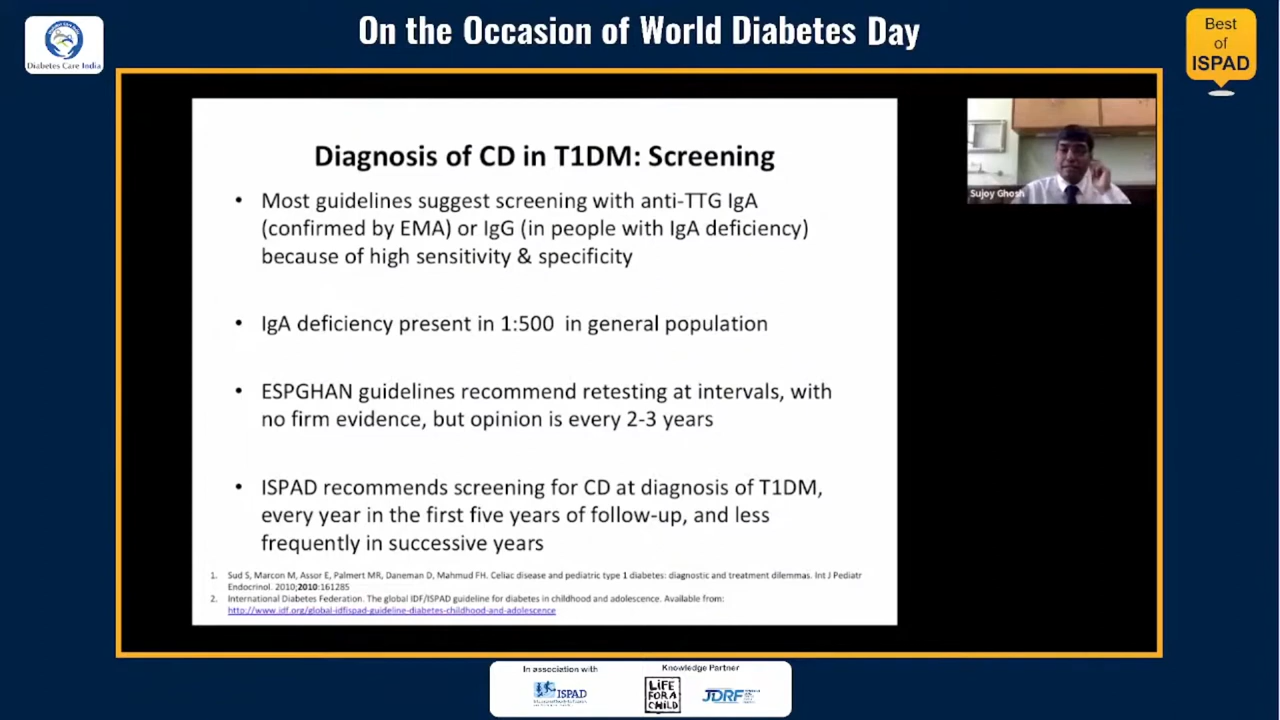 On the Occasion of World Diabetes Day
Diabetes Care India
Best
of
ISPAD
Diagnosis of CD in T1DM: Screening
• Most guidelines suggest screening with anti-TTG IgA
(confirmed by EMA) or IgG (in people with IgA deficiency)
because of high sensitivity & specificity
• IgA deficiency present in 1:500 in general population
• ESPGHAN guidelines recommend retesting at intervals, with
no firm evidence, but opinion is every 2-3 years
• ISPAD recommends screening for CD at diagnosis of T1DM,
every year in the first five years of follow-up, and less
frequently in successive years
1. Sud S, Marcon M, Assor E, Palmert MR, Daneman D, Mahmud FH. Celiac disease and pediatric type 1 diabetes: diagnostic and treatment dilemmas. Int J Pediatr
Endocrinol. 2010;2010:161285
2. International Diabetes Federation. The global IDF/ISPAD guideline for diabetes in childhood and adolescence. Available from:
http://www.idf.org/global-idfispad-guideline-diabetes-childhood-and-adolescence
Sujoy Ghosh
In association with
ISPAD
Knowledge Partner
LiFE
FOR A
CHiLD
JDRF